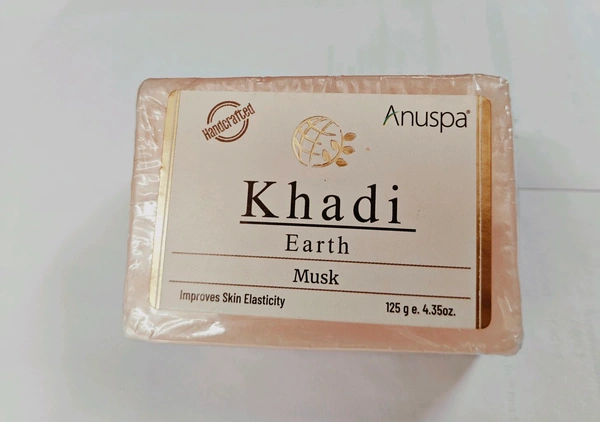 Handcrafted
Anuspa®
Khadi
Earth
Musk
Improves Skin Elasticity
125 g e. 4.35oz.